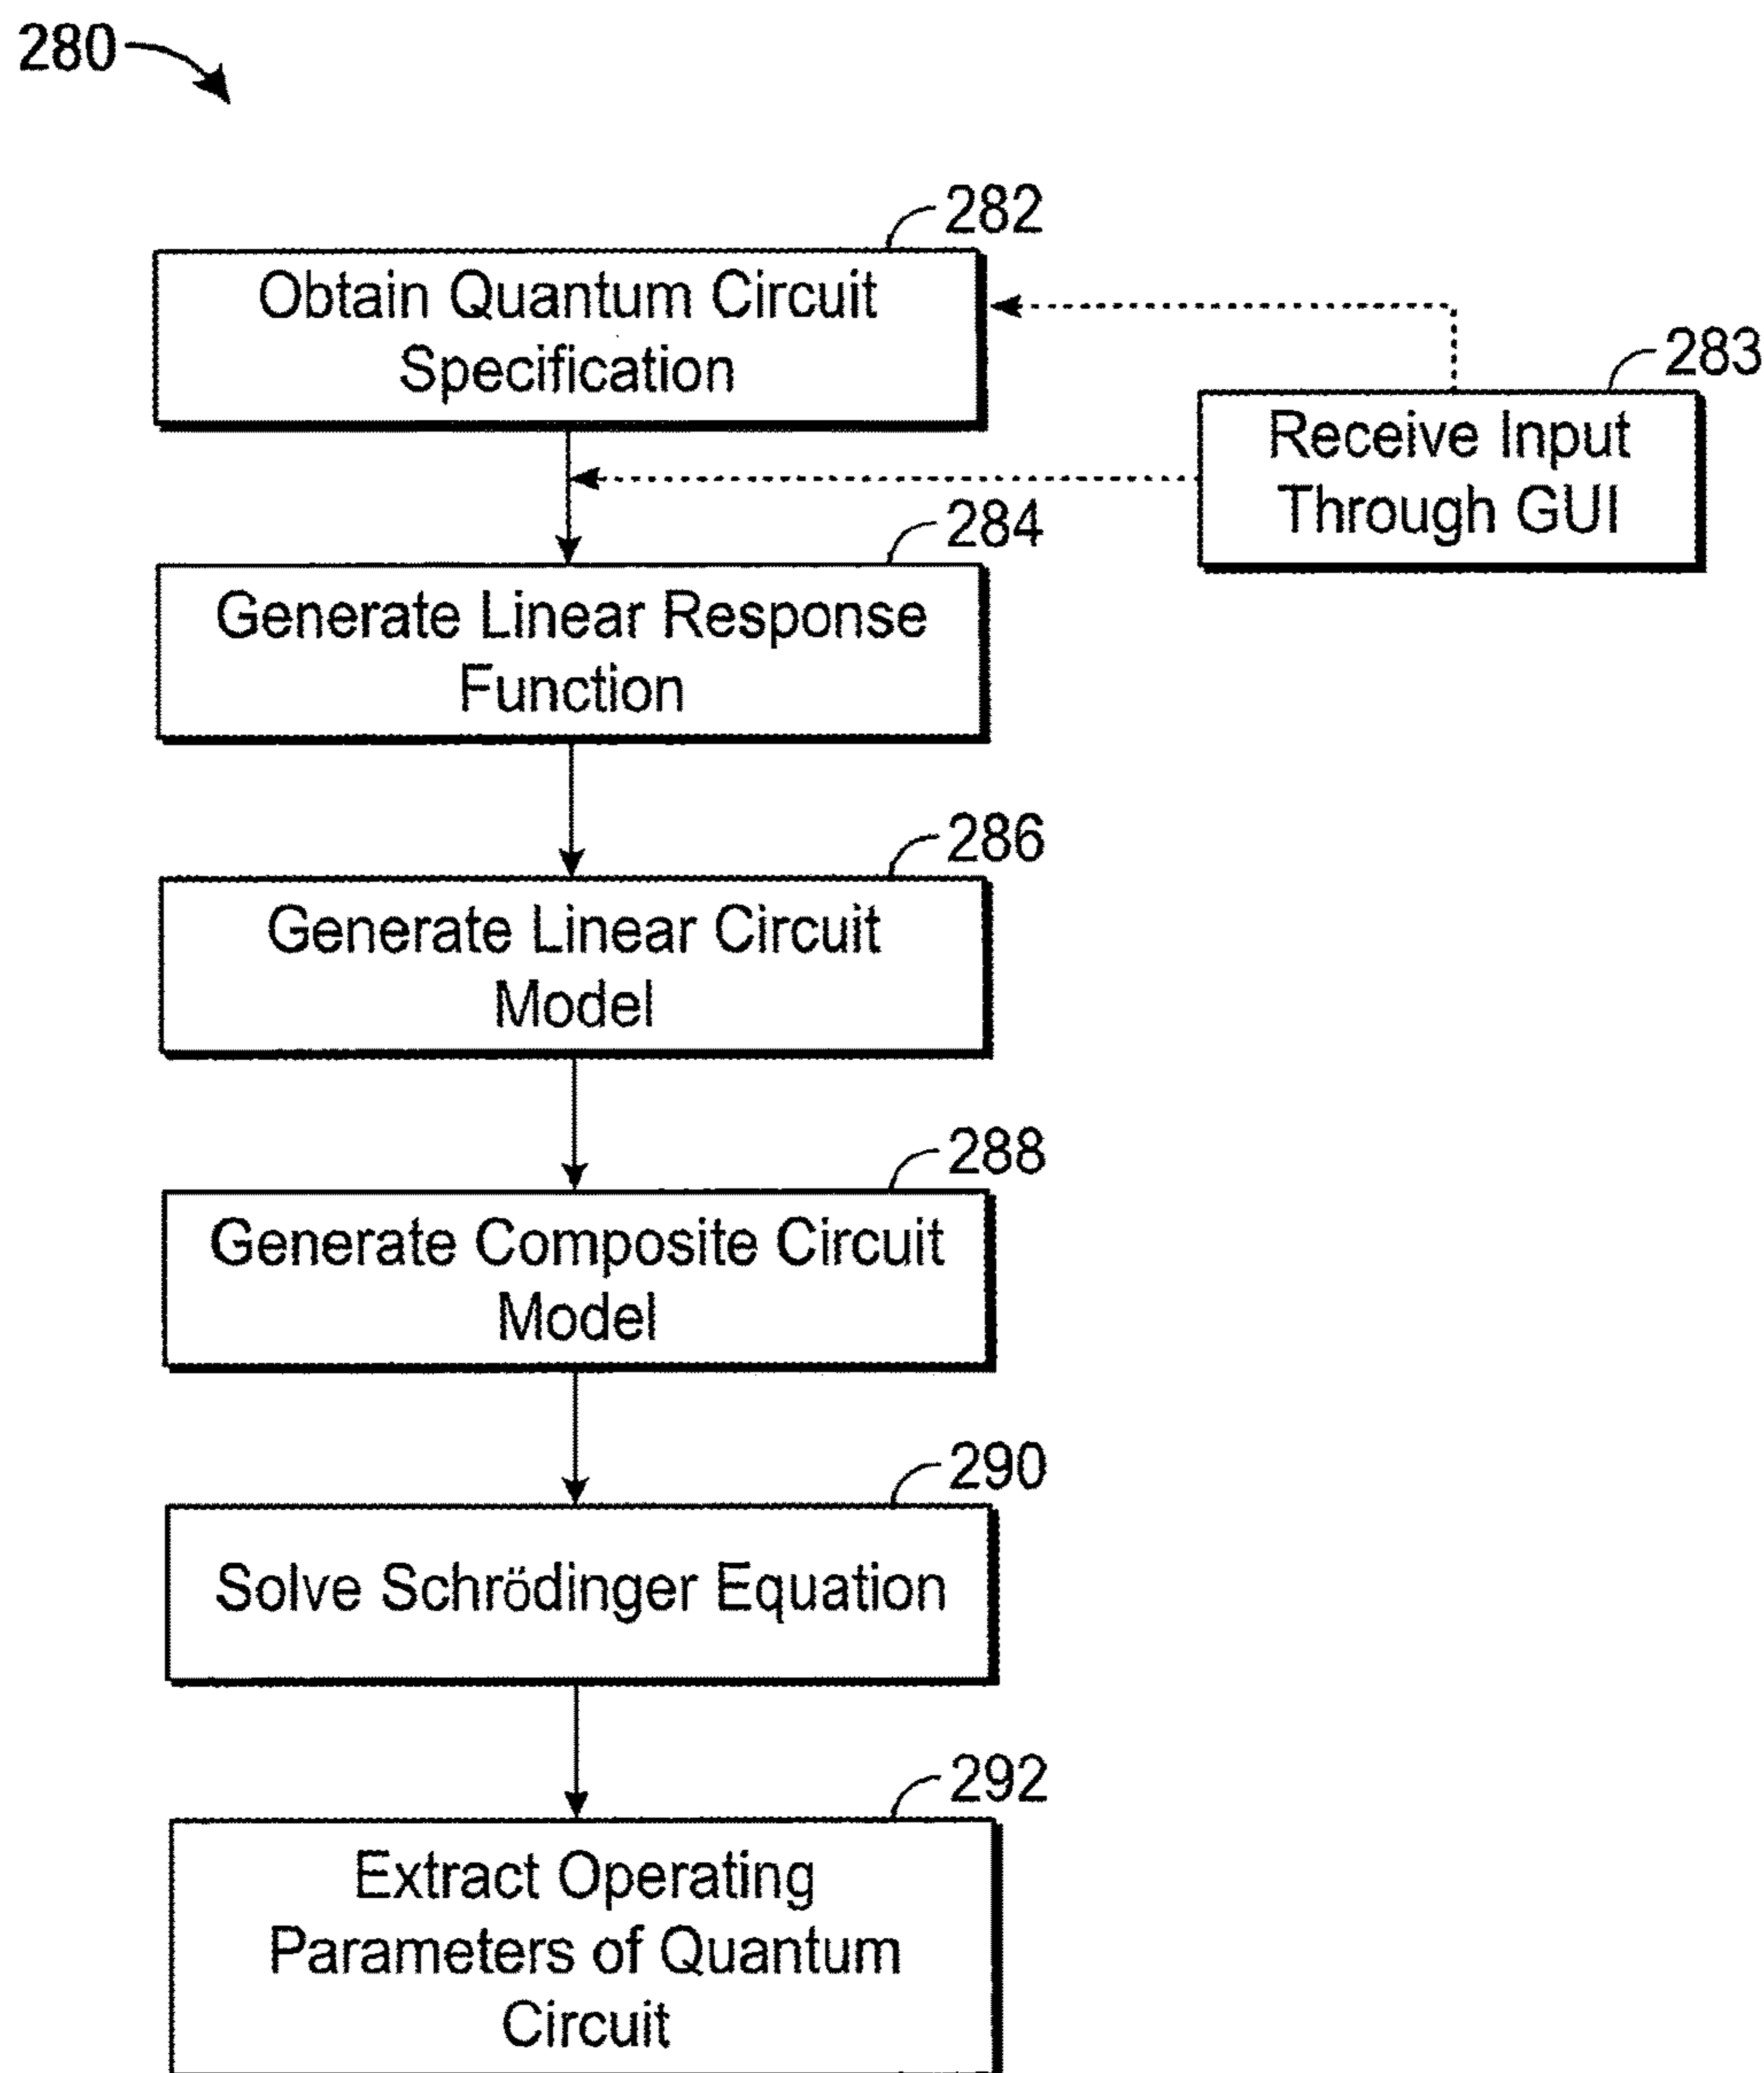 280
282
Obtain Quantum Circuit
Specification
283
Receive Input
Through GUI
284
Generate Linear Response
Function
286
Generate Linear Circuit
Model
288
Generate Composite Circuit
Model
290
Solve Schrödinger Equation
292
Extract Operating
Parameters of Quantum
Circuit